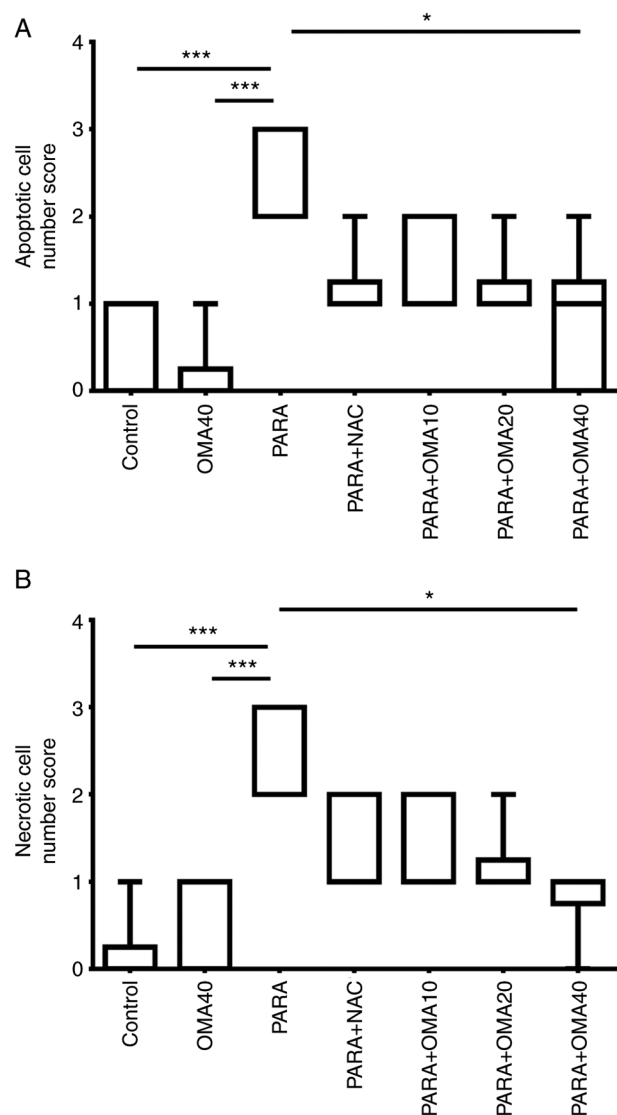 A
*
***
***
4
3
2
1
0
Apoptotic cell
number score
Control
OMA40
PARA
PARA+NAC
PARA+OMA10
PARA+OMA20
PARA+OMA40
B
*
***
***
4
3
2
1
0
Necrotic cell
number score
Control
OMA40
PARA
PARA+NAC
PARA+OMA10
PARA+OMA20
PARA+OMA40